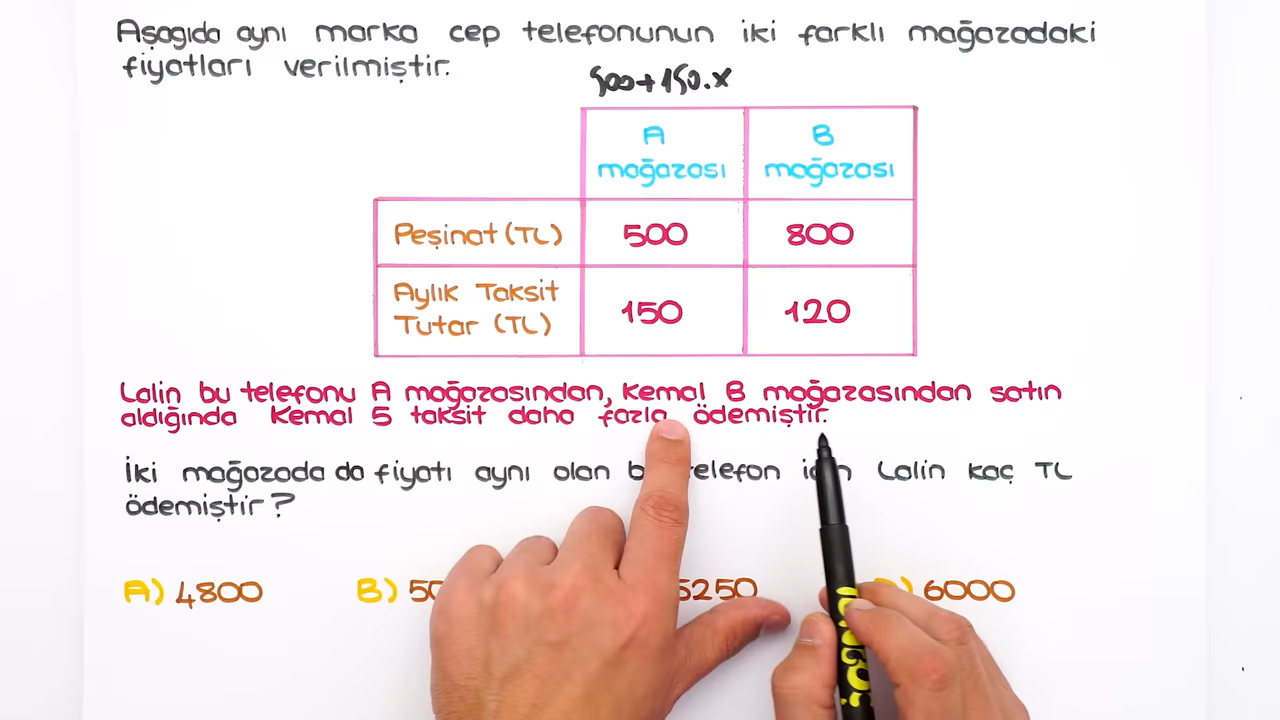 Aşağıda aynı marka cep telefonunun iki farklı mağazadaki
fiyatları verilmiştir.
500+150.x
A mağazası B mağazası
Peşinat (TL) 500 800
Aylık Taksit Tutar (TL) 150 120
Lalin bu telefonu A mağazasından, Kemal B mağazasından satın
aldığında Kemal 5 taksit daha fazla ödemiştir.
İki mağazada da fiyatı aynı olan telefon için Lalin kaç TL
ödemiştir?
A) 4800 B) 5250 6000